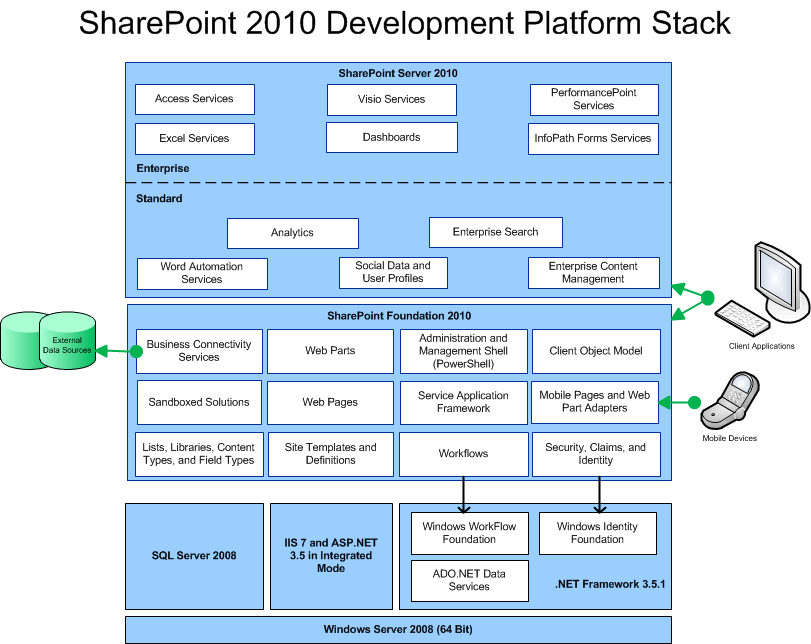 SharePoint 2010 Development Platform Stack
SharePoint Server 2010
Access Services
Visio Services
PerformancePoint
Services
Excel Services
Dashboards
InfoPath Forms Services
Enterprise
Standard
Analytics
Enterprise Search
Word Automation
Services
Social Data and
User Profiles
Enterprise Content
Management
SharePoint Foundation 2010
Business Connectivity
Services
Web Parts
Administration and
Management Shell
(PowerShell)
Client Object Model
Sandboxed Solutions
Web Pages
Service Application
Framework
Mobile Pages and Web
Part Adapters
Lists, Libraries, Content
Types, and Field Types
Site Templates and
Definitions
Workflows
Security, Claims, and
Identity
External
Data Sources
Client Applications
Mobile Devices
SQL Server 2008
IIS 7 and ASP.NET
3.5 in Integrated
Mode
Windows WorkFlow
Foundation
Windows Identity
Foundation
ADO.NET Data
Services
.NET Framework 3.5.1
Windows Server 2008 (64 Bit)